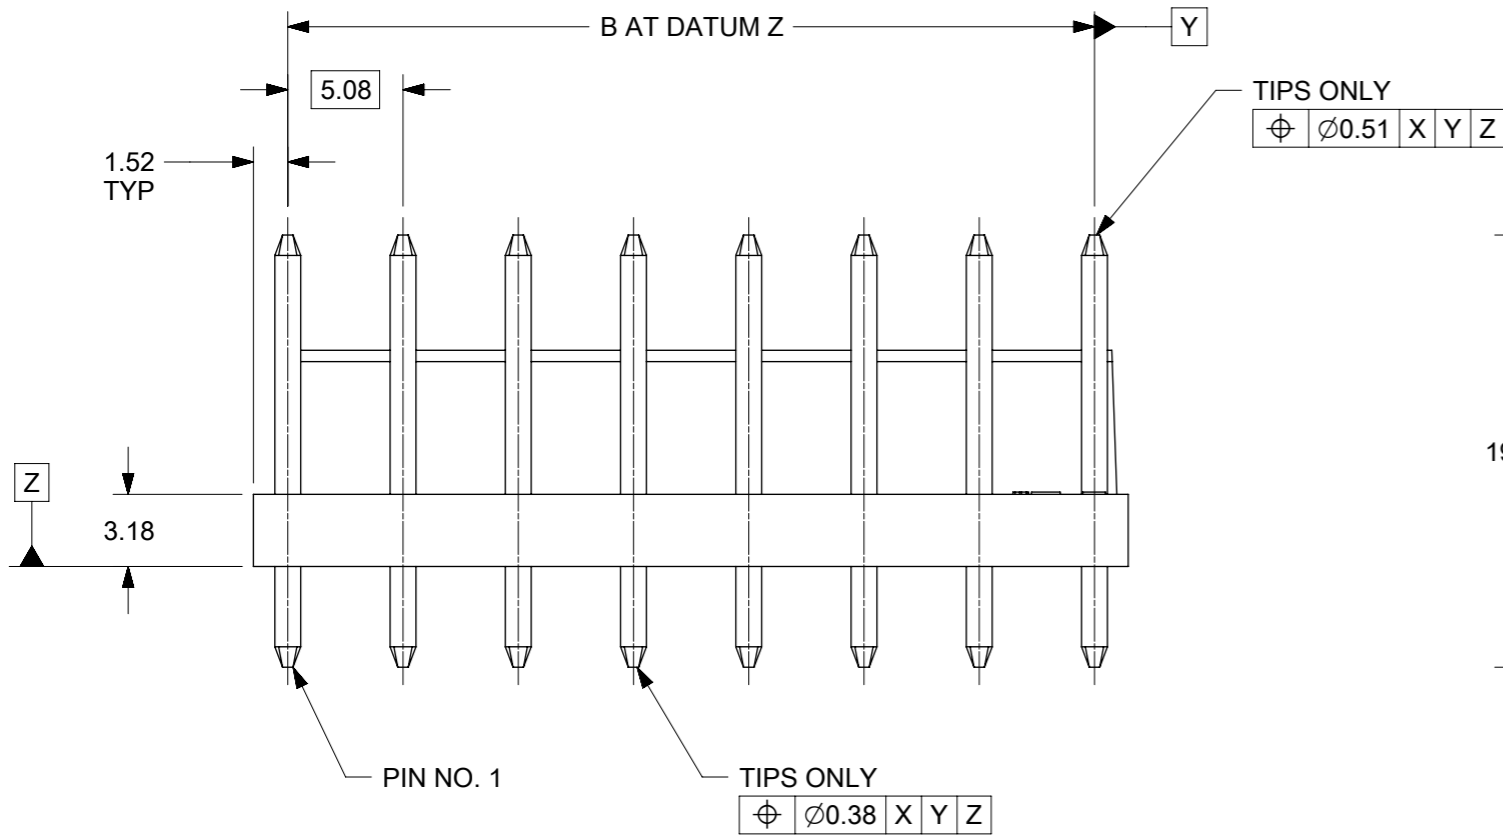 B AT DATUM Z
Y
5.08
TIPS ONLY
⌖ ∅0.51 X Y Z
1.52
TYP
19
Z
3.18
PIN NO. 1
TIPS ONLY
⌖ ∅0.38 X Y Z